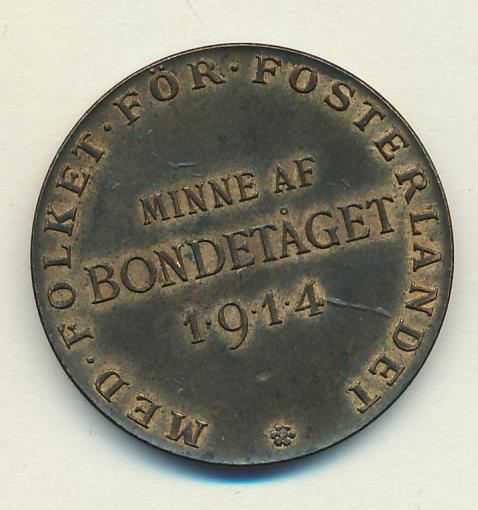 MED·FOLKET·FÖR·FOSTERLANDET
MINNE AF
BONDETÅGET
1·9·1·4